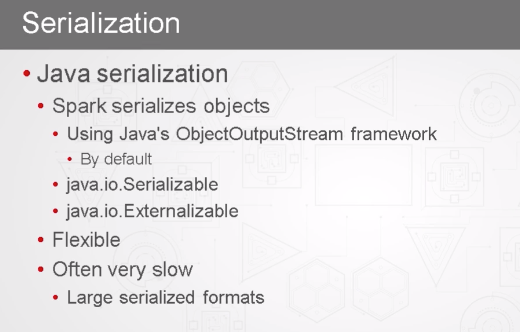 Serialization
• Java serialization
• Spark serializes objects
• Using Java's ObjectOutputStream framework
• By default
• java.io.Serializable
• java.io.Externalizable
• Flexible
• Often very slow
• Large serialized formats